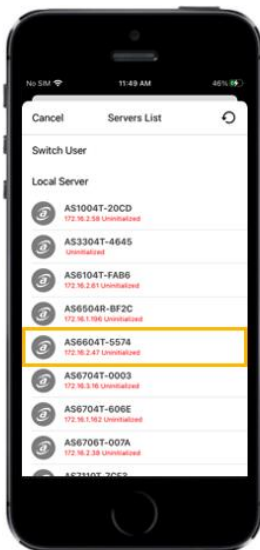 No SIM 11:49 AM 46%
Cancel Servers List
Switch User
Local Server
AS1004T-20CD
172.16.2.58 Uninitialized
AS3304T-4645
Uninitialized
AS6104T-FAB6
172.16.2.61 Uninitialized
AS6504R-BF2C
172.16.1.196 Uninitialized
AS6604T-5574
172.16.2.47 Uninitialized
AS6704T-0003
172.16.3.16 Uninitialized
AS6704T-606E
172.16.1.162 Uninitialized
AS6706T-007A
172.16.2.38 Uninitialized